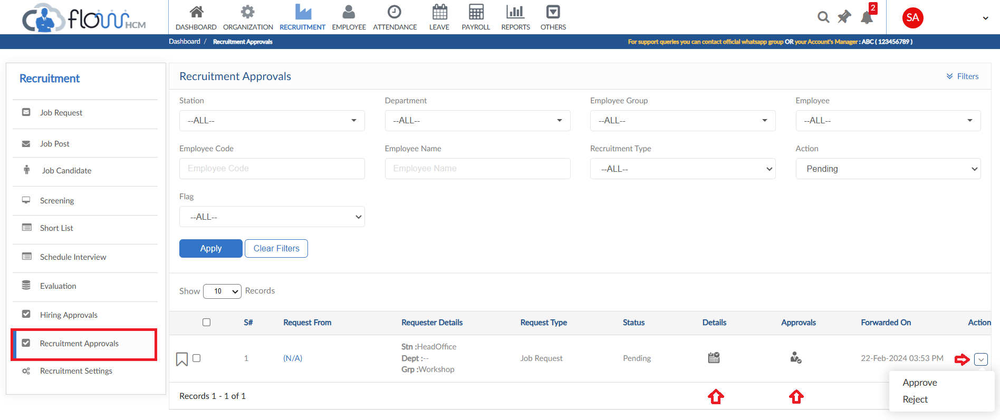 flow HCM
DASHBOARD ORGANIZATION RECRUITMENT EMPLOYEE ATTENDANCE LEAVE PAYROLL REPORTS OTHERS
2
SA
Dashboard / Recruitment Approvals
For support queries you can contact official whatsapp group OR your Account's Manager : ABC ( 123456789 )
Recruitment
Job Request
Job Post
Job Candidate
Screening
Short List
Schedule Interview
Evaluation
Hiring Approvals
Recruitment Approvals
Recruitment Settings
Recruitment Approvals
Filters
Station Department Employee Group Employee
--ALL-- --ALL-- --ALL-- --ALL--
Employee Code Employee Name Recruitment Type Action
Employee Code Employee Name --ALL-- Pending
Flag
--ALL--
Apply Clear Filters
Show 10 Records
S# Request From Requester Details Request Type Status Details Approvals Forwarded On Action
Stn :HeadOffice
1 (N/A) Dept :-- Job Request Pending 22-Feb-2024 03:53 PM
Grp :Workshop
Approve
Reject
Records 1 - 1 of 1